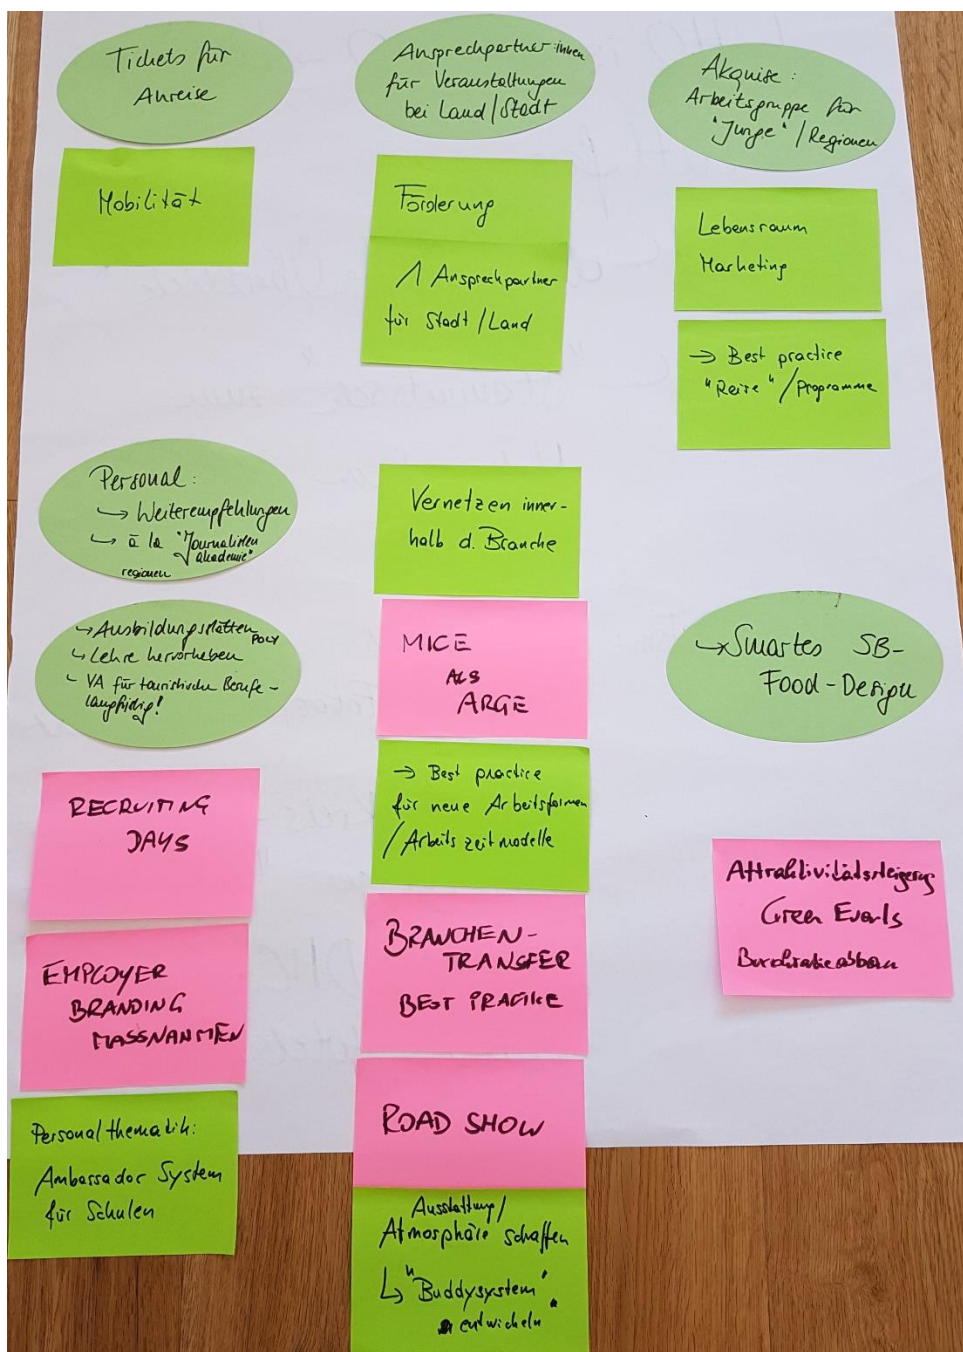 Tickets für
Anreise
Mobilität
Ansprechpartner:innen
für Veranstaltungen
bei Land/Stadt
Förderung
1 Ansprechpartner
für Stadt/Land
Akquise:
Arbeitsgruppe für
"Junge"/Regionen
Lebensraum
Marketing
→ Best practice
"Reise"/Programme
Personal:
↳ Weiterempfehlungen
↳ à la "Journalisten
akademie"
regionen
→ Ausbildungsstätten POLY
↳ Lehre hervorheben
↳ VA für touristische Berufe -
langfristig!
RECRUITING
DAYS
EMPLOYER
BRANDING
MASSNAHMEN
Personalthematik:
Ambassador System
für Schulen
Vernetzen inner-
halb d. Branche
MICE
ALS
ARGE
→ Best practice
für neue Arbeitsformen
/Arbeitszeitmodelle
BRANCHEN-
TRANSFER
BEST PRACTICE
ROAD SHOW
Ausstattung/
Atmosphäre schaffen
↳ "Buddysystem"
entwickeln
→ Smartes SB-
Food-Design
Attraktivitätssteigerung
Green Events
Bürokratieabbau